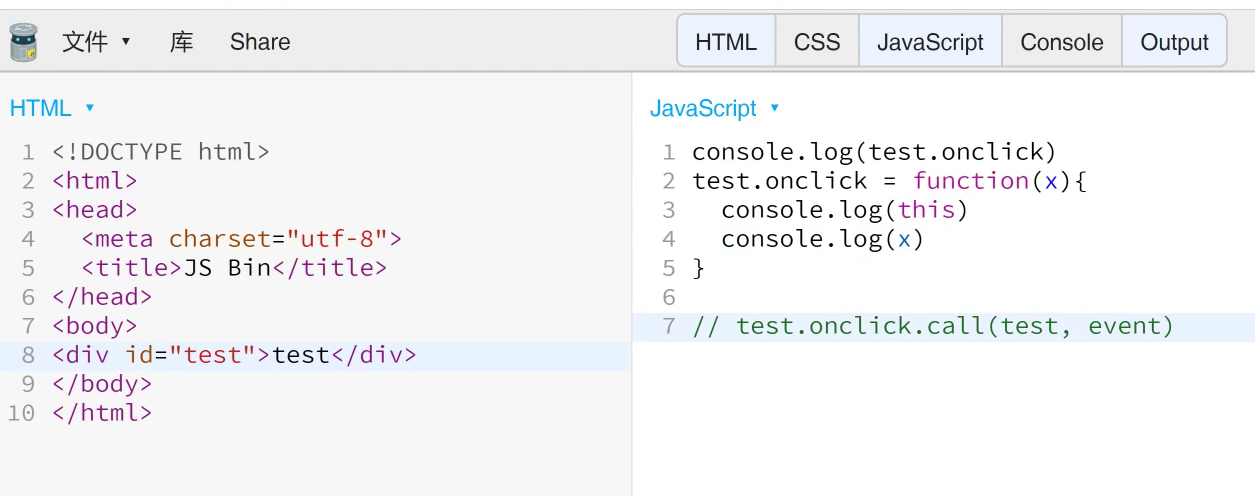 文件 ▼ 库 Share HTML CSS JavaScript Console Output
HTML ▼
1 <!DOCTYPE html>
2 <html>
3 <head>
4   <meta charset="utf-8">
5   <title>JS Bin</title>
6 </head>
7 <body>
8 <div id="test">test</div>
9 </body>
10 </html>
JavaScript ▼
1 console.log(test.onclick)
2 test.onclick = function(x){
3   console.log(this)
4   console.log(x)
5 }
6
7 // test.onclick.call(test, event)